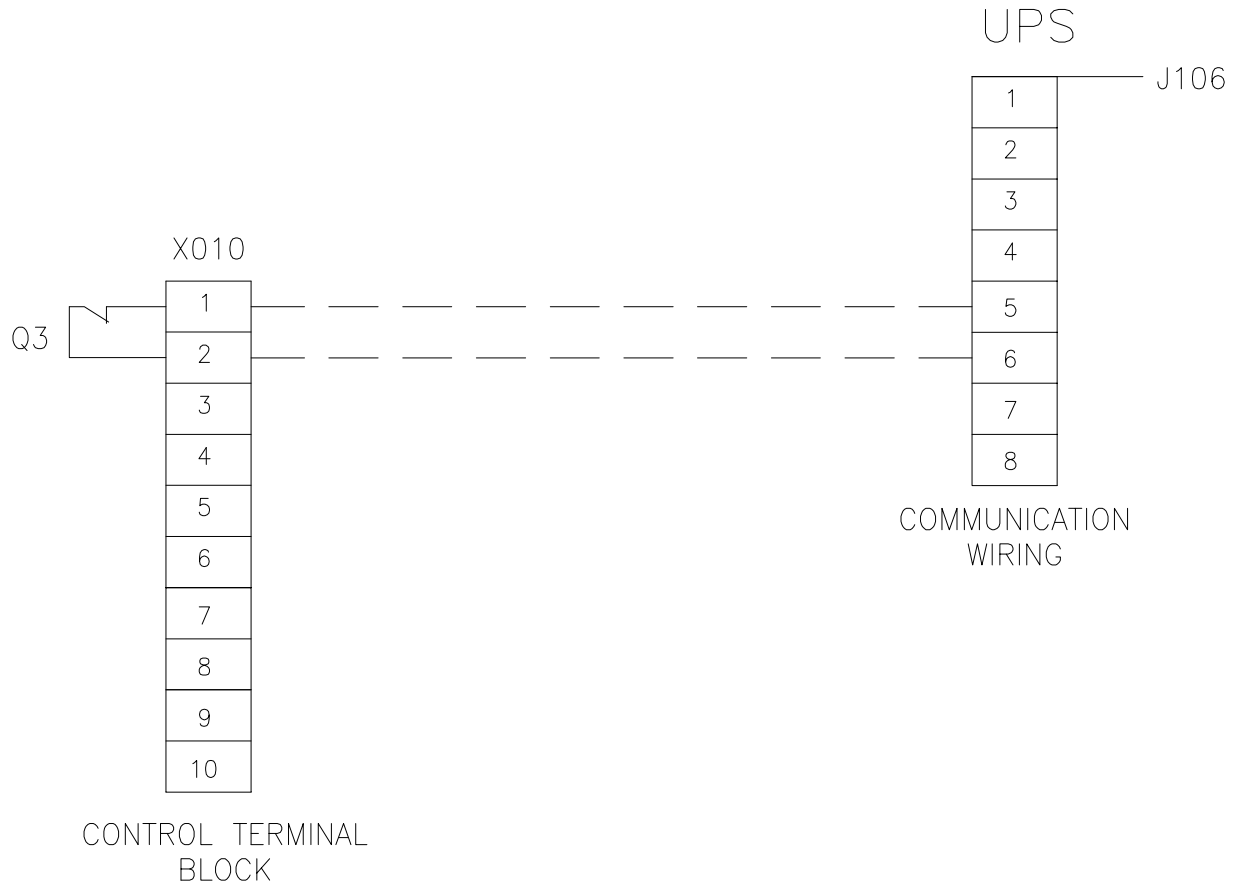 UPS
J106
1
2
3
4
5
6
7
8
COMMUNICATION
WIRING
X010
Q3
1
2
3
4
5
6
7
8
9
10
CONTROL TERMINAL
BLOCK